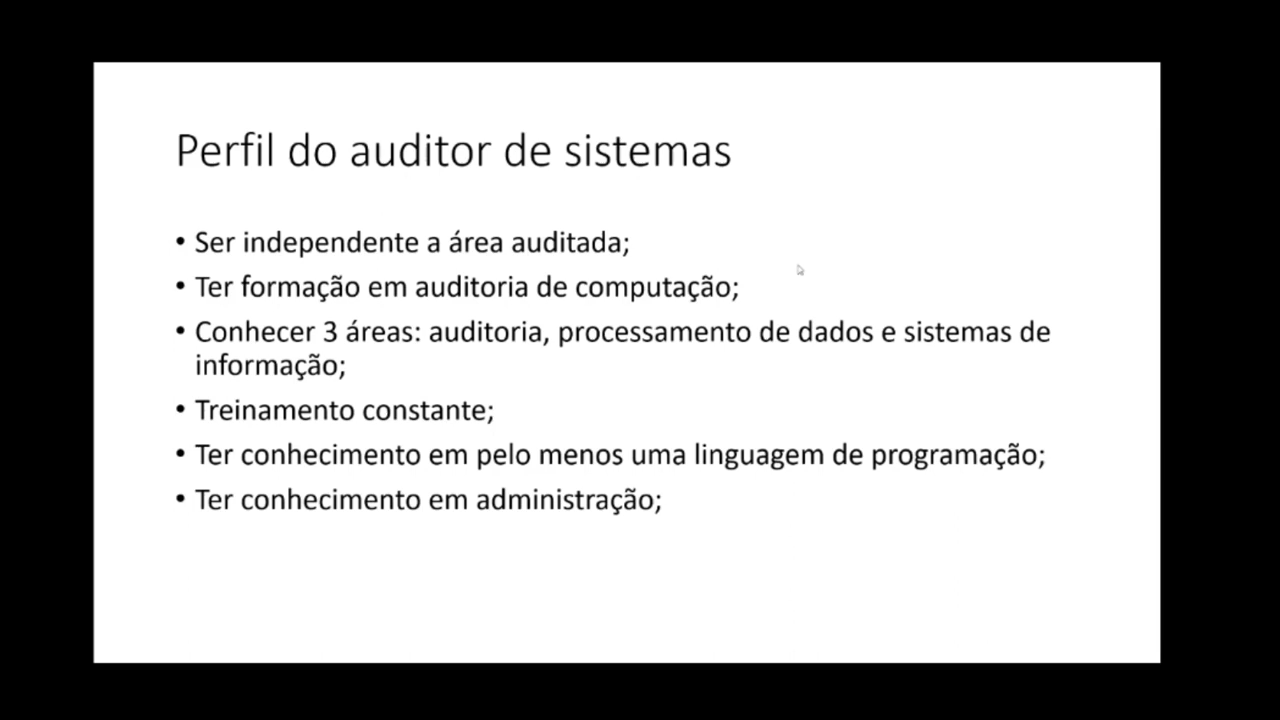 Perfil do auditor de sistemas
• Ser independente a área auditada;
• Ter formação em auditoria de computação;
• Conhecer 3 áreas: auditoria, processamento de dados e sistemas de
informação;
• Treinamento constante;
• Ter conhecimento em pelo menos uma linguagem de programação;
• Ter conhecimento em administração;